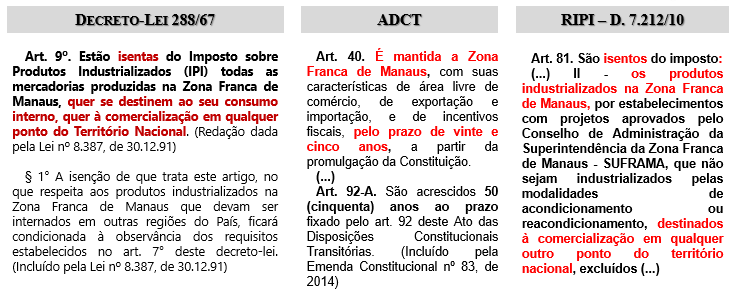 DECRETO-LEI 288/67
Art. 9º. Estão isentas do Imposto sobre
Produtos Industrializados (IPI) todas as
mercadorias produzidas na Zona Franca de
Manaus, quer se destinem ao seu consumo
interno, quer à comercialização em qualquer
ponto do Território Nacional. (Redação dada
pela Lei nº 8.387, de 30.12.91)
§ 1° A isenção de que trata este artigo, no
que respeita aos produtos industrializados na
Zona Franca de Manaus que devam ser
internados em outras regiões do País, ficará
condicionada à observância dos requisitos
estabelecidos no art. 7° deste decreto-lei.
(Incluído pela Lei nº 8.387, de 30.12.91)
ADCT
Art. 40. É mantida a Zona
Franca de Manaus, com suas
características de área livre de
comércio, de exportação e
importação, e de incentivos
fiscais, pelo prazo de vinte e
cinco anos, a partir da
promulgação da Constituição.
(...)
Art. 92-A. São acrescidos 50
(cinquenta) anos ao prazo
fixado pelo art. 92 deste Ato das
Disposições Constitucionais
Transitórias. (Incluído pela
Emenda Constitucional nº 83, de
2014)
RIPI – D. 7.212/10
Art. 81. São isentos do imposto:
(...) II - os produtos
industrializados na Zona Franca
de Manaus, por estabelecimentos
com projetos aprovados pelo
Conselho de Administração da
Superintendência da Zona Franca
de Manaus - SUFRAMA, que não
sejam industrializados pelas
modalidades de
acondicionamento ou
reacondicionamento, destinados
à comercialização em qualquer
outro ponto do território
nacional, excluídos (...)